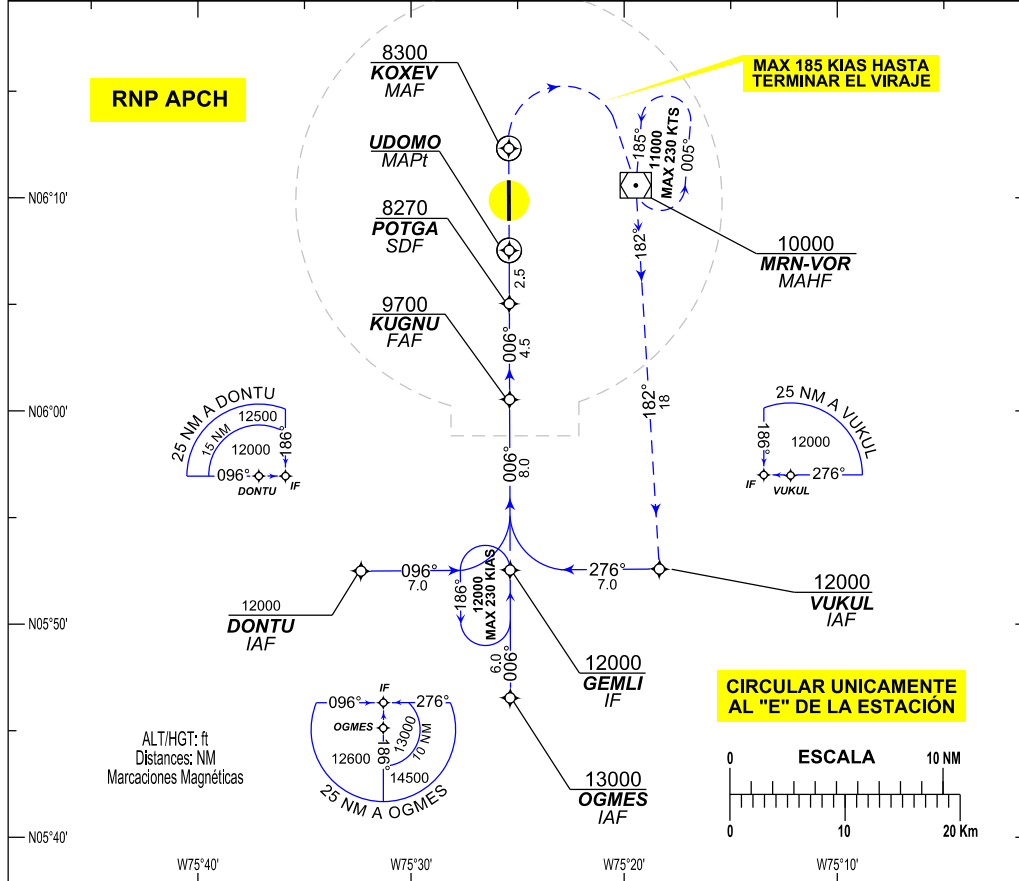 RNP APCH
8300
KOXEV
MAF
UDOMO
MAPt
8270
POTGA
SDF
9700
KUGNU
FAF
MAX 185 KIAS HASTA
TERMINAR EL VIRAJE
185°
11000
MAX 230 KTS
005°
10000
MRN-VOR
MAHF
182°
182°
18
2.5
006°
4.5
006°
8.0
N06°10'
N06°00'
N05°50'
N05°40'
25 NM A DONTU
15 NM
12500
12000
186°
096°
DONTU
IF
25 NM A VUKUL
186°
12000
276°
IF
VUKUL
096°
7.0
186°
12000
MAX 230 KIAS
276°
7.0
12000
DONTU
IAF
12000
VUKUL
IAF
006°
6.0
12000
GEMLI
IF
13000
OGMES
IAF
IF
096°
276°
OGMES
186°
13000
10 NM
12600
14500
25 NM A OGMES
ALT/HGT: ft
Distances: NM
Marcaciones Magnéticas
CIRCULAR UNICAMENTE
AL "E" DE LA ESTACIÓN
0
ESCALA
10 NM
0
10
20 Km
W75°40'
W75°30'
W75°20'
W75°10'